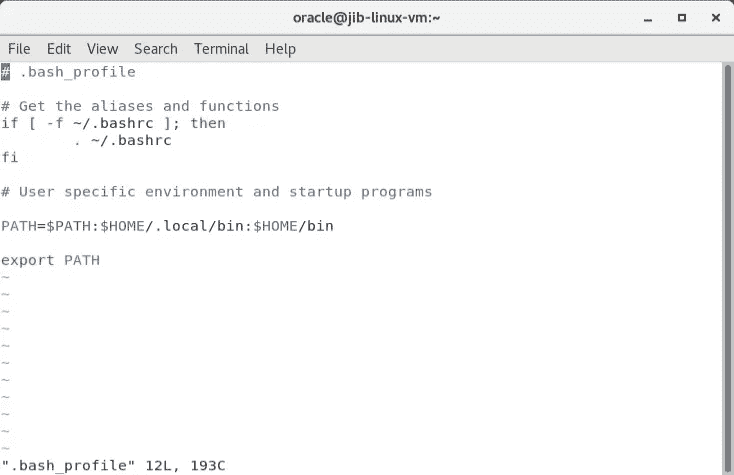 oracle@jib-linux-vm:~
File Edit View Search Terminal Help
# .bash_profile
# Get the aliases and functions
if [ -f ~/.bashrc ]; then
        . ~/.bashrc
fi
# User specific environment and startup programs
PATH=$PATH:$HOME/.local/bin:$HOME/bin
export PATH
~
~
~
~
~
~
~
~
~
~
~
".bash_profile" 12L, 193C